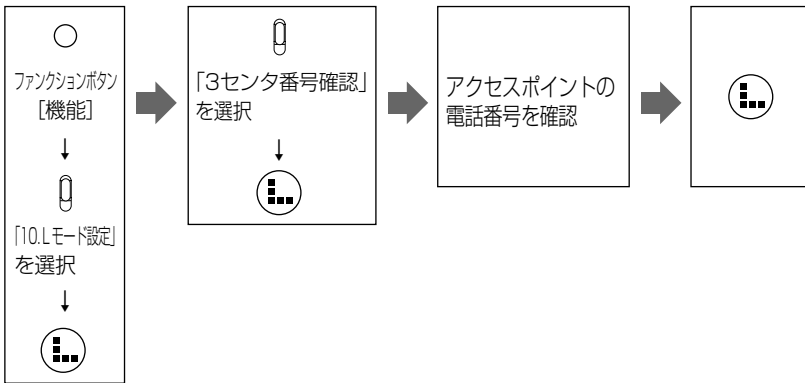 ファンクションボタン
[機能]
「10.Lモード設定」
を選択
「3センタ番号確認」
を選択
アクセスポイントの
電話番号を確認